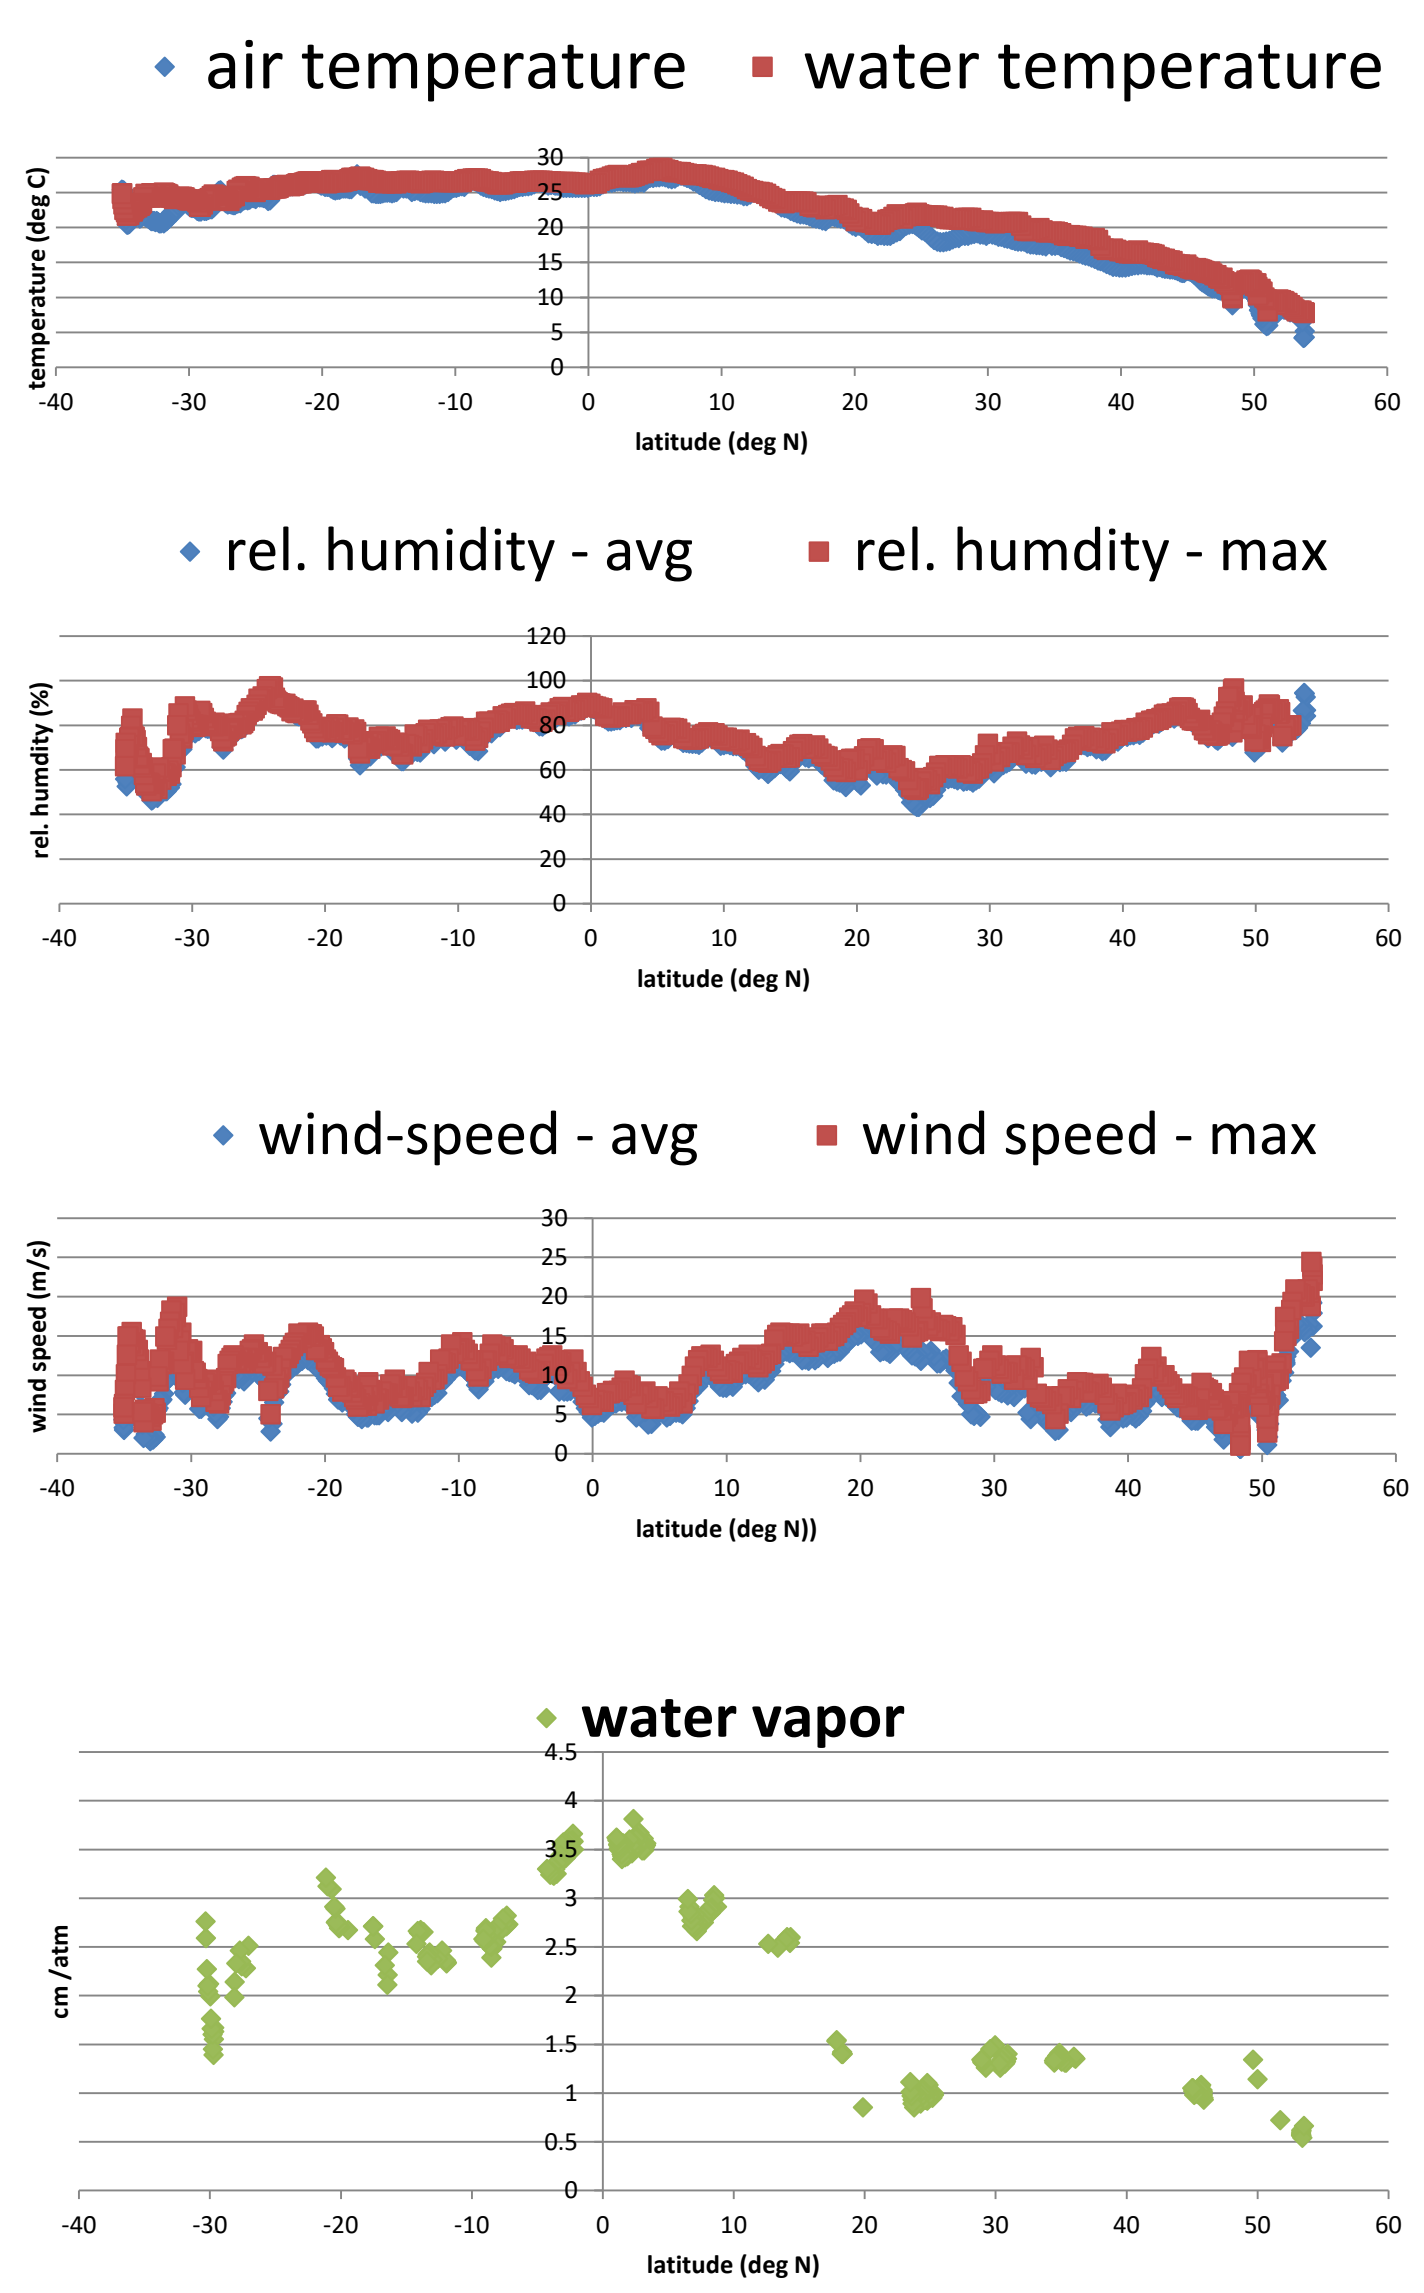 air temperature water temperature
temperature (deg C)
30
25
20
15
10
5
0
-40 -30 -20 -10 0 10 20 30 40 50 60
latitude (deg N)
rel. humidity - avg rel. humdity - max
rel. humdity (%)
120
100
80
60
40
20
0
-40 -30 -20 -10 0 10 20 30 40 50 60
latitude (deg N)
wind-speed - avg wind speed - max
wind speed (m/s)
30
25
20
15
10
5
0
-40 -30 -20 -10 0 10 20 30 40 50 60
latitude (deg N))
water vapor
cm /atm
4.5
4
3.5
3
2.5
2
1.5
1
0.5
0
-40 -30 -20 -10 0 10 20 30 40 50 60
latitude (deg N)